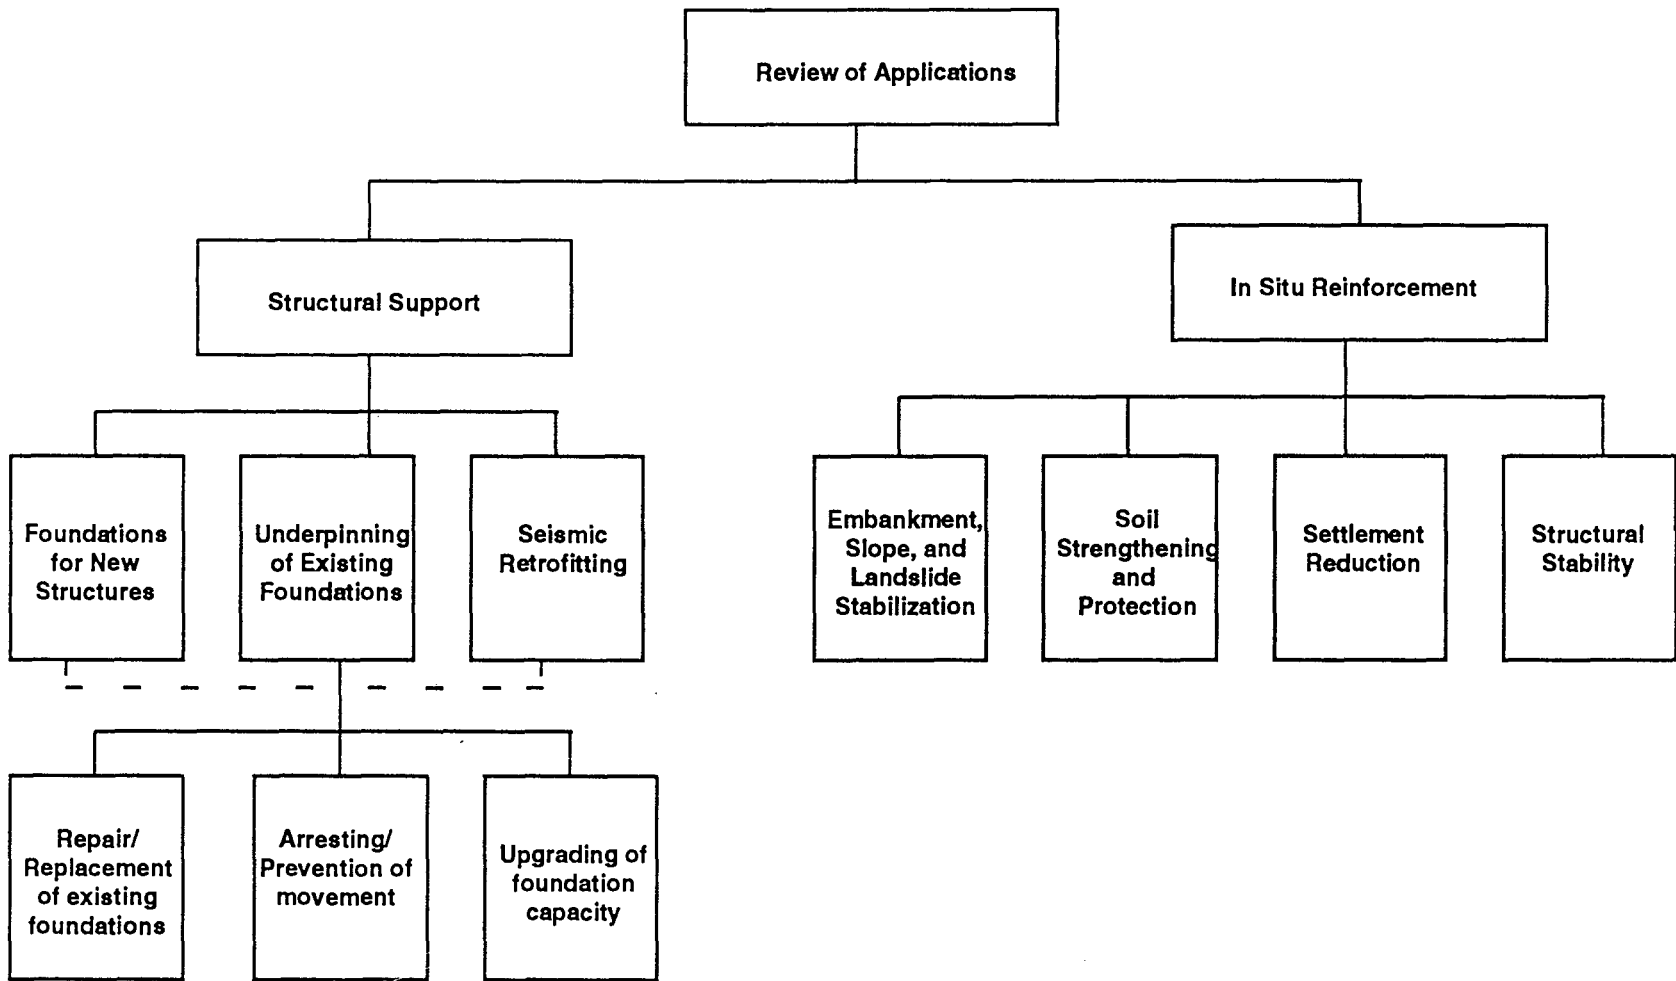 Review of Applications
Structural Support
In Situ Reinforcement
Foundations
for New
Structures
Underpinning
of Existing
Foundations
Seismic
Retrofitting
Embankment,
Slope, and
Landslide
Stabilization
Soil
Strengthening
and
Protection
Settlement
Reduction
Structural
Stability
Repair/
Replacement
of existing
foundations
Arresting/
Prevention of
movement
Upgrading of
foundation
capacity